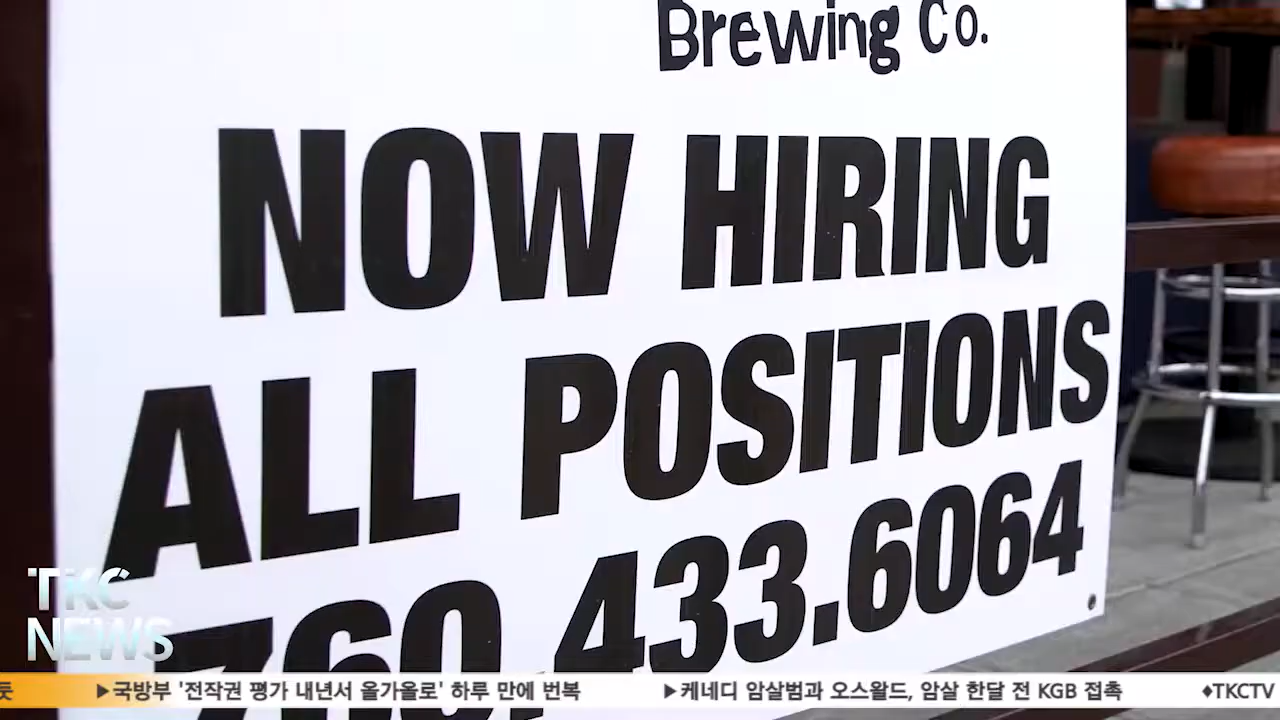 Brewing Co.
NOW HIRING
ALL POSITIONS
760.433.6064
TKC
NEWS
듯 ▶국방부 '전작권 평가 내년서 올가을로' 하루 만에 번복 ▶케네디 암살범과 오스왈드, 암살 한달 전 KGB 접촉 ♦TKCTV